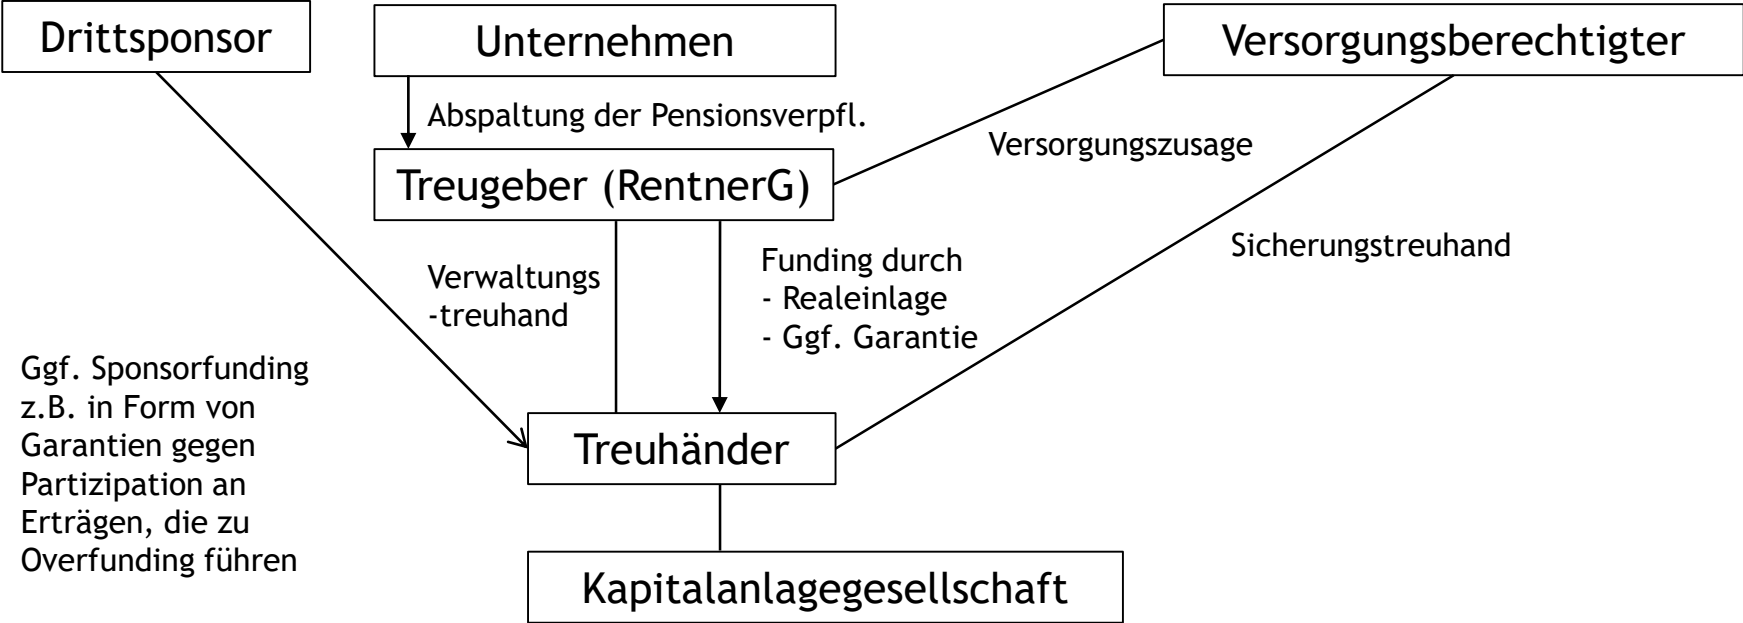 Drittsponsor
Unternehmen
Versorgungsberechtigter
Abspaltung der Pensionsverpfl.
Versorgungszusage
Treugeber (RentnerG)
Sicherungstreuhand
Verwaltungs
-treuhand
Funding durch
- Realeinlage
- Ggf. Garantie
Ggf. Sponsorfunding
z.B. in Form von
Garantien gegen
Partizipation an
Erträgen, die zu
Overfunding führen
Treuhänder
Kapitalanlagegesellschaft